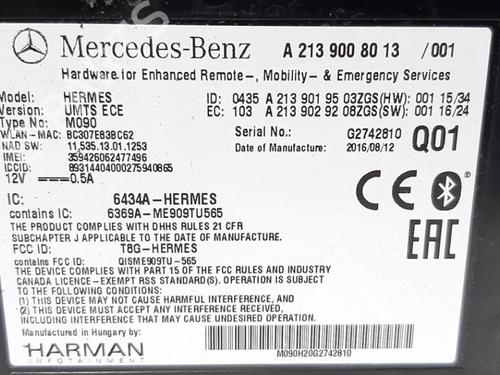 Mercedes-Benz A 213 900 80 13 /001
Hardware for Enhanced Remote-, Mobility- & Emergency Services
Model: HERMES ID: 0435 A 213 901 95 03ZGS(HW): 001 15/34
Version: UMTS ECE EC: 103 A 213 902 92 08ZGS(SW): 001 16/24
Type No: M090
WLAN-MAC: BC307E83BC62 Serial No: G2742810 Q01
NAD SW: 11,535.13.01.1253 Date of Manufacture: 2016/08/12
IMEI: 359426062477496
ICCID: 89314404000275940865
12V 0.5A
IC: 6434A-HERMES
contains IC: 6369A-ME909TU565
THE PRODUCT COMPLIES WITH DHHS RULES 21 CFR
SUBCHAPTER J APPLICABLE TO THE DATE OF MANUFACTURE.
FCC ID: T8G-HERMES
contains FCC ID: QISME909TU-565
THE DEVICE COMPLIES WITH PART 15 OF THE FCC RULES AND INDUSTRY
CANADA LICENCE-EXEMPT RSS STANDARD(S). OPERATION IS SUBJECT
TO THE FOLLOWING TWO CONDITIONS:
(1)THIS DEVICE MAY NOT CAUSE HARMFUL INTERFERENCE, AND
(2) THIS DEVICE MUST ACCEPT ANY INTERFERENCE RECEIVED,
INCLUDING INTERFERENCE THAT MAY CAUSE UNDESIRED OPERATION.
Manufactured in Hungary by:
HARMAN
INFOTAINMENT
M090H20G2742810
CE
EAC